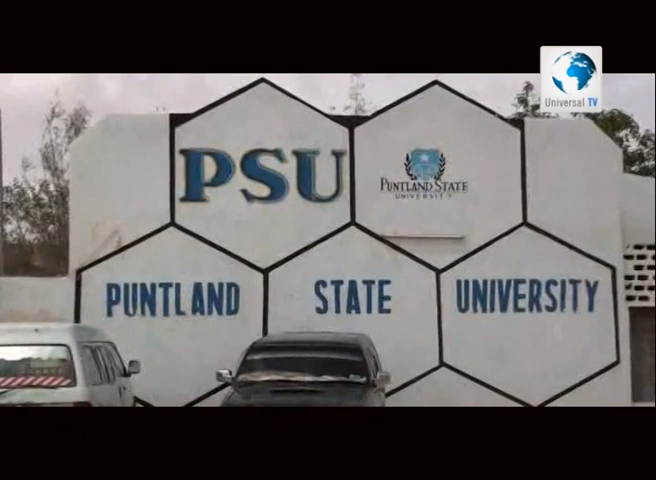 Universal TV
PSU
PUNTLAND STATE
UNIVERSITY
PUNTLAND STATE UNIVERSITY